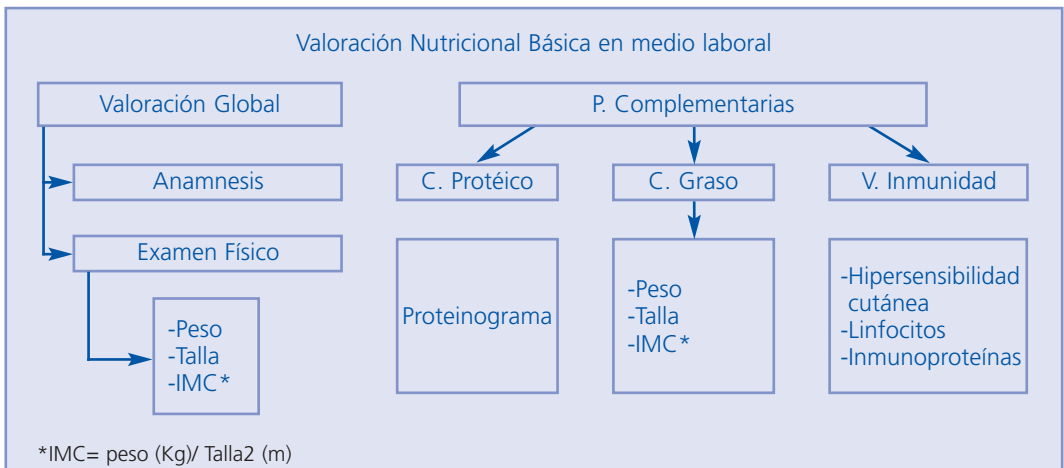 Valoración Nutricional Básica en medio laboral
Valoración Global
Anamnesis
Examen Físico
-Peso
-Talla
-IMC*
P. Complementarias
C. Protéico
C. Graso
V. Inmunidad
Proteinograma
-Peso
-Talla
-IMC*
-Hipersensibilidad
cutánea
-Linfocitos
-Inmunoproteínas
*IMC= peso (Kg)/ Talla2 (m)